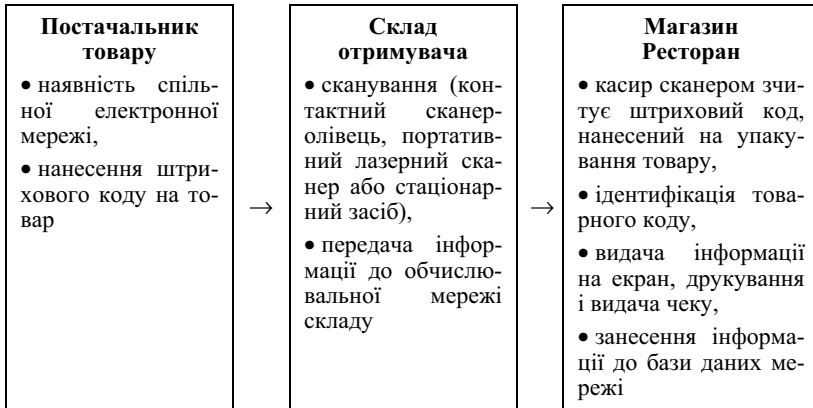 Постачальник
товару
• наявність спіль-
ної електронної
мережі,
• нанесення штри-
хового коду на то-
вар
→
Склад
отримувача
• сканування (кон-
тактний сканер-
олівець, портатив-
ний лазерний ска-
нер або стаціонар-
ний засіб),
• передача інфор-
мації до обчислю-
вальної мережі
складу
→
Магазин
Ресторан
• касир сканером зчи-
тує штриховий код,
нанесений на упаку-
вання товару,
• ідентифікація това-
рного коду,
• видача інформації
на екран, друкування
і видача чеку,
• занесення інформа-
ції до бази даних ме-
режі